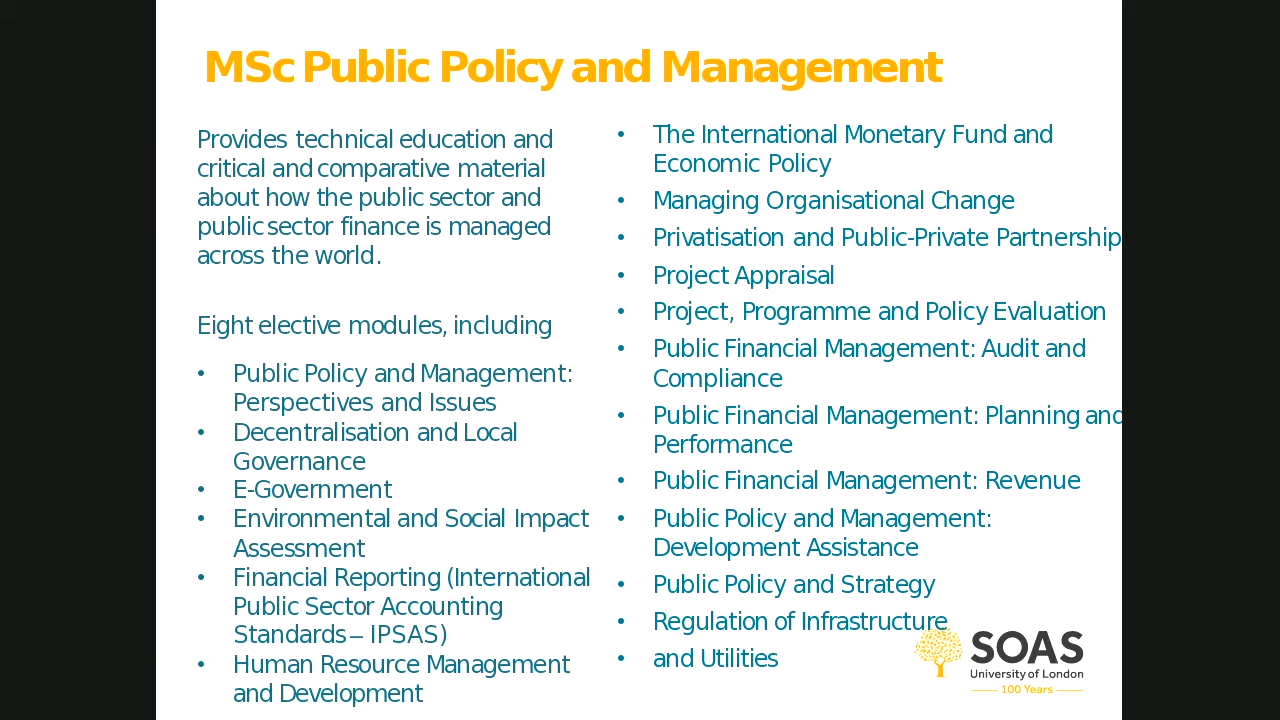 MSc Public Policy and Management
Provides technical education and
critical and comparative material
about how the public sector and
public sector finance is managed
across the world.
Eight elective modules, including
• Public Policy and Management:
Perspectives and Issues
• Decentralisation and Local
Governance
• E-Government
• Environmental and Social Impact
Assessment
• Financial Reporting (International
Public Sector Accounting
Standards – IPSAS)
• Human Resource Management
and Development
• The International Monetary Fund and
Economic Policy
• Managing Organisational Change
• Privatisation and Public-Private Partnership
• Project Appraisal
• Project, Programme and Policy Evaluation
• Public Financial Management: Audit and
Compliance
• Public Financial Management: Planning and
Performance
• Public Financial Management: Revenue
• Public Policy and Management:
Development Assistance
• Public Policy and Strategy
• Regulation of Infrastructure
• and Utilities
SOAS
University of London
100 Years